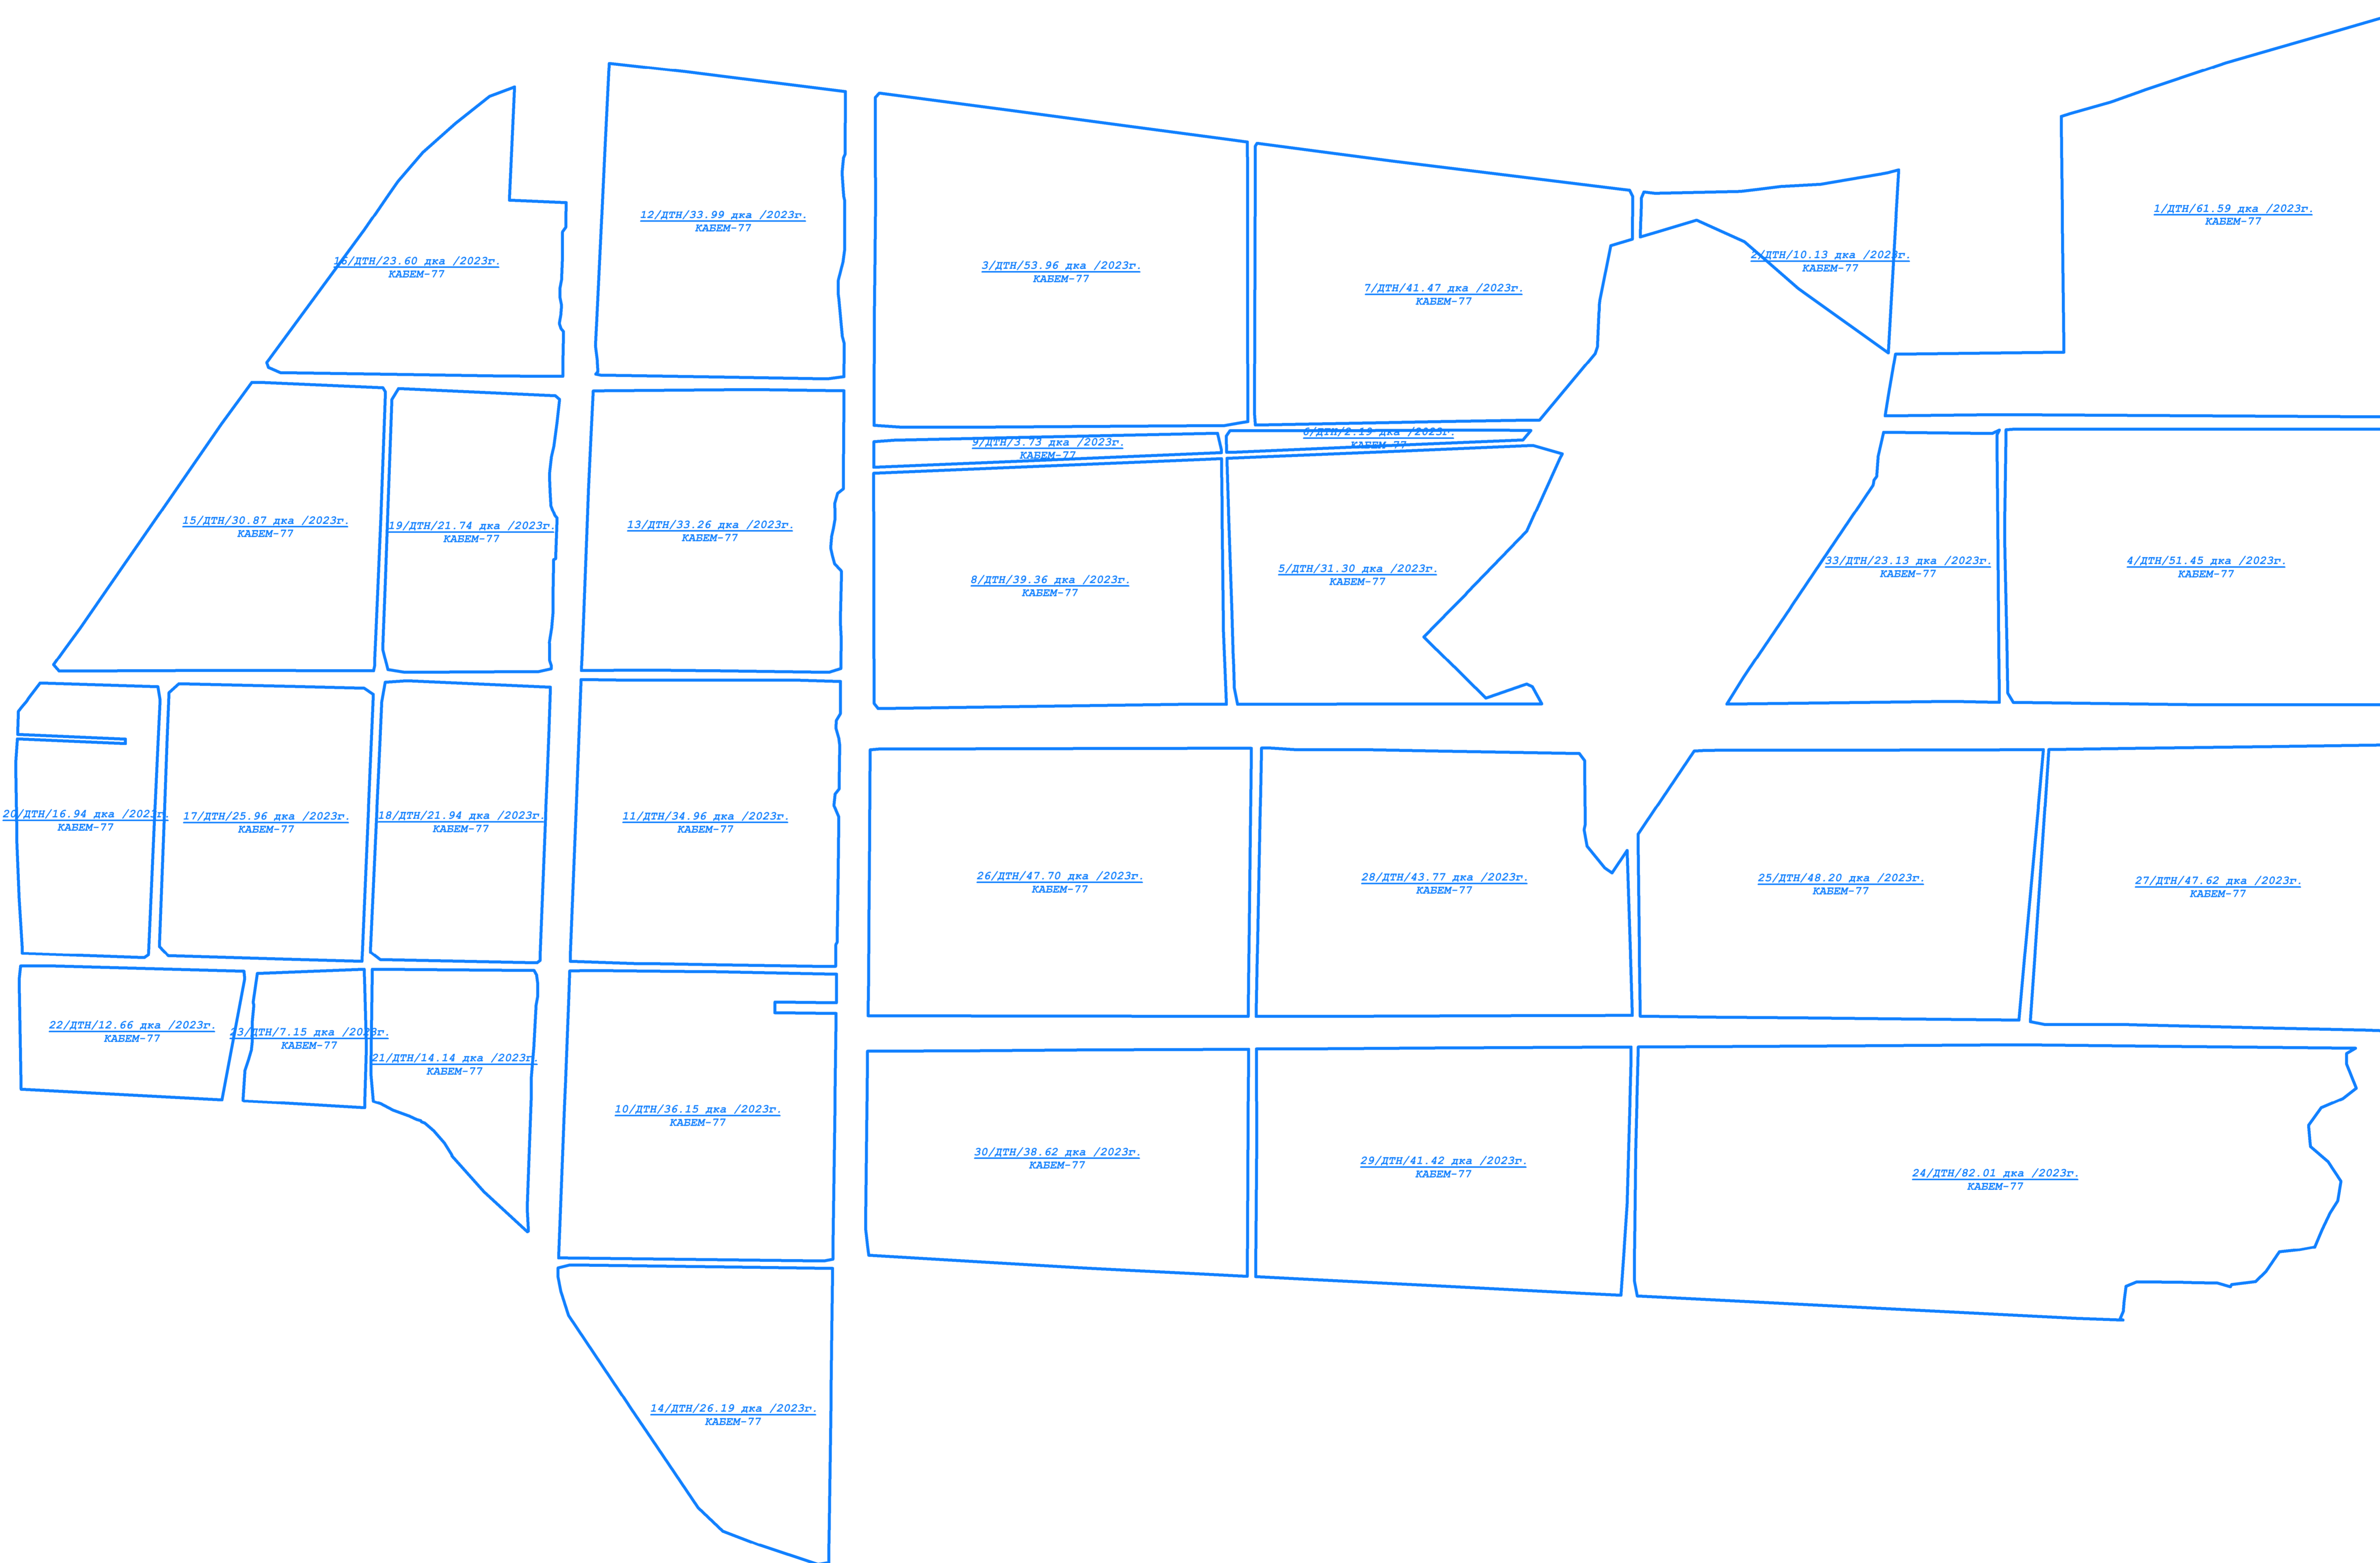 1/ДТН/61.59 дка /2023г.
КАБЕМ-77
12/ДТН/33.99 дка /2023г.
КАБЕМ-77
16/ДТН/23.60 дка /2023г.
КАБЕМ-77
3/ДТН/53.96 дка /2023г.
КАБЕМ-77
7/ДТН/41.47 дка /2023г.
КАБЕМ-77
2/ДТН/10.13 дка /2023г.
КАБЕМ-77
9/ДТН/3.73 дка /2023г.
КАБЕМ-77
6/ДТН/2.19 дка /2023г.
КАБЕМ-77
15/ДТН/30.87 дка /2023г.
КАБЕМ-77
19/ДТН/21.74 дка /2023г.
КАБЕМ-77
13/ДТН/33.26 дка /2023г.
КАБЕМ-77
8/ДТН/39.36 дка /2023г.
КАБЕМ-77
5/ДТН/31.30 дка /2023г.
КАБЕМ-77
33/ДТН/23.13 дка /2023г.
КАБЕМ-77
4/ДТН/51.45 дка /2023г.
КАБЕМ-77
20/ДТН/16.94 дка /2023г.
КАБЕМ-77
17/ДТН/25.96 дка /2023г.
КАБЕМ-77
18/ДТН/21.94 дка /2023г.
КАБЕМ-77
11/ДТН/34.96 дка /2023г.
КАБЕМ-77
26/ДТН/47.70 дка /2023г.
КАБЕМ-77
28/ДТН/43.77 дка /2023г.
КАБЕМ-77
25/ДТН/48.20 дка /2023г.
КАБЕМ-77
27/ДТН/47.62 дка /2023г.
КАБЕМ-77
22/ДТН/12.66 дка /2023г.
КАБЕМ-77
23/ДТН/7.15 дка /2023г.
КАБЕМ-77
21/ДТН/14.14 дка /2023г.
КАБЕМ-77
10/ДТН/36.15 дка /2023г.
КАБЕМ-77
30/ДТН/38.62 дка /2023г.
КАБЕМ-77
29/ДТН/41.42 дка /2023г.
КАБЕМ-77
24/ДТН/82.01 дка /2023г.
КАБЕМ-77
14/ДТН/26.19 дка /2023г.
КАБЕМ-77